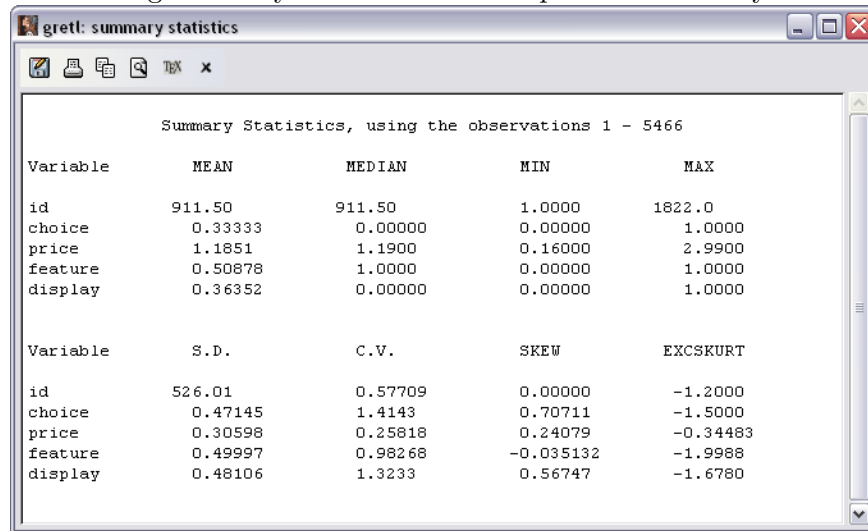 gretl: summary statistics
TEX
Summary Statistics, using the observations 1 - 5466
Variable MEAN MEDIAN MIN MAX
id 911.50 911.50 1.0000 1822.0
choice 0.33333 0.00000 0.00000 1.0000
price 1.1851 1.1900 0.16000 2.9900
feature 0.50878 1.0000 0.00000 1.0000
display 0.36352 0.00000 0.00000 1.0000
Variable S.D. C.V. SKEW EXCSKURT
id 526.01 0.57709 0.00000 -1.2000
choice 0.47145 1.4143 0.70711 -1.5000
price 0.30598 0.25818 0.24079 -0.34483
feature 0.49997 0.98268 -0.035132 -1.9988
display 0.48106 1.3233 0.56747 -1.6780